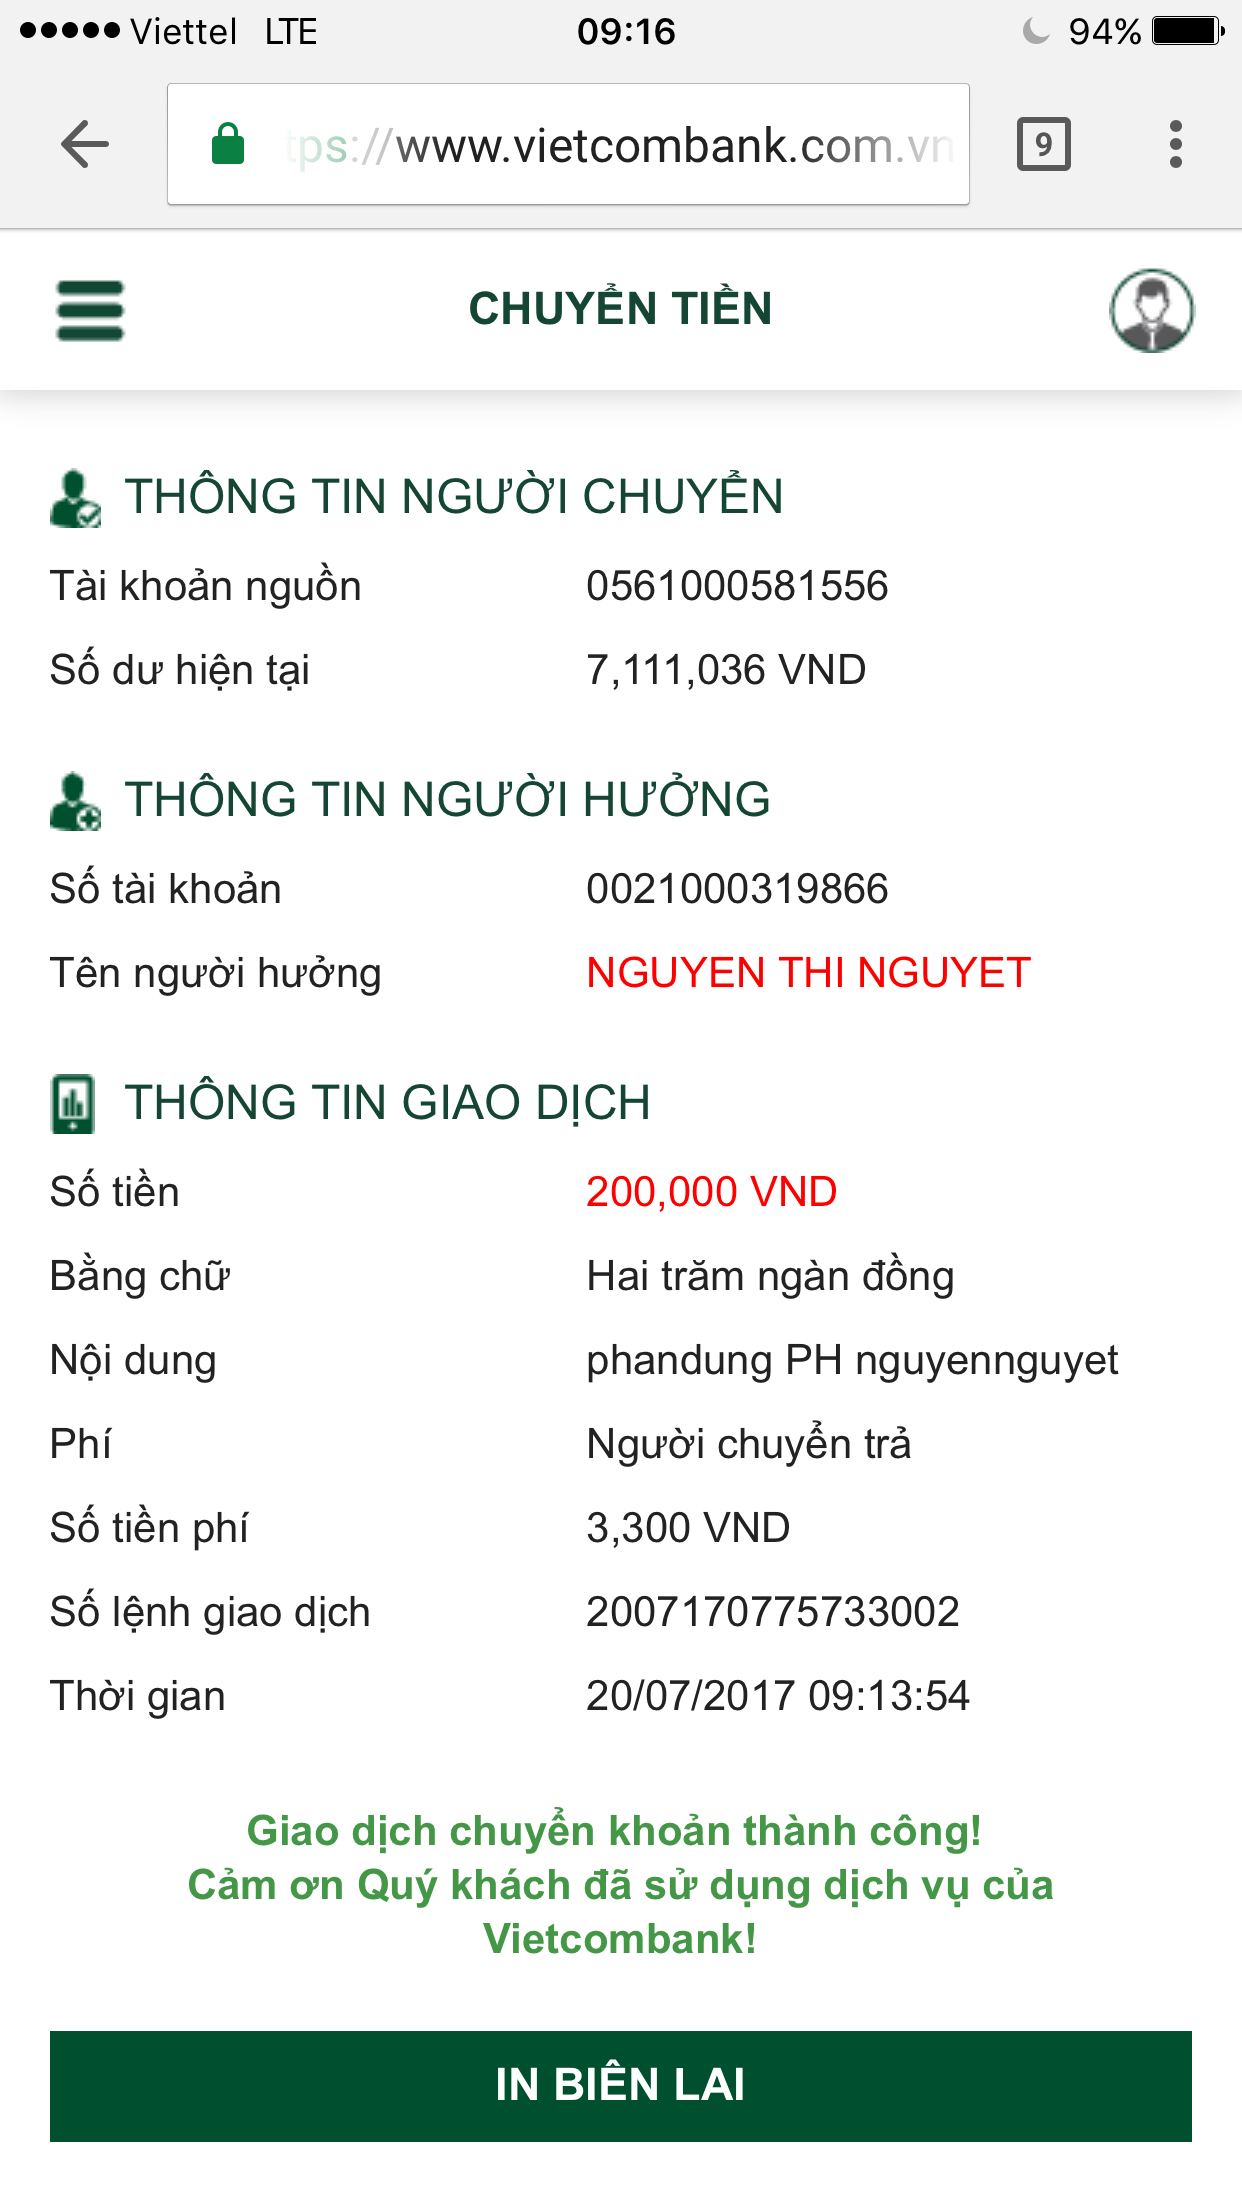 Viettel LTE 09:16 94%
tps://www.vietcombank.com.vn 9
CHUYỂN TIỀN
THÔNG TIN NGƯỜI CHUYỂN
Tài khoản nguồn 0561000581556
Số dư hiện tại 7,111,036 VND
THÔNG TIN NGƯỜI HƯỞNG
Số tài khoản 0021000319866
Tên người hưởng NGUYEN THI NGUYET
THÔNG TIN GIAO DỊCH
Số tiền 200,000 VND
Bằng chữ Hai trăm ngàn đồng
Nội dung phandung PH nguyennguyet
Phí Người chuyển trả
Số tiền phí 3,300 VND
Số lệnh giao dịch 2007170775733002
Thời gian 20/07/2017 09:13:54
Giao dịch chuyển khoản thành công!
Cảm ơn Quý khách đã sử dụng dịch vụ của
Vietcombank!
IN BIÊN LAI